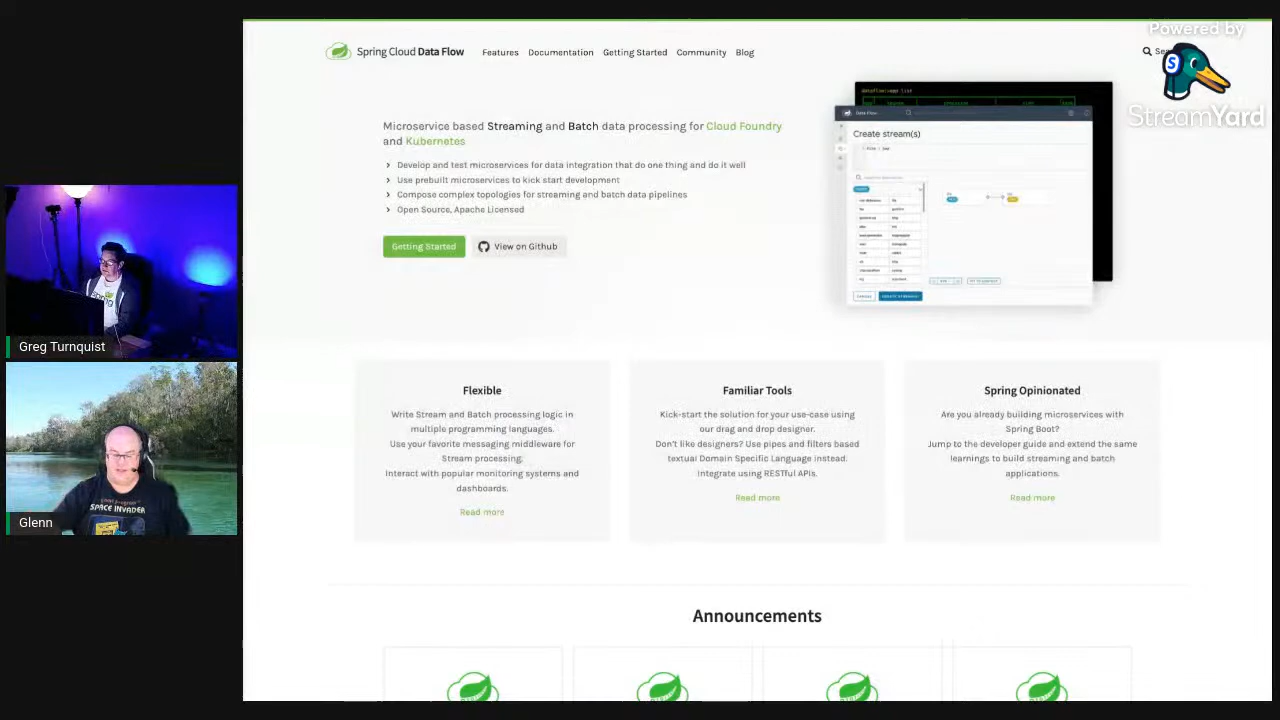 Powered by
StreamYard
Spring Cloud Data Flow
Features Documentation Getting Started Community Blog
Microservice based Streaming and Batch data processing for Cloud Foundry
and Kubernetes
Develop and test microservices for data integration that do one thing and do it well
Use prebuilt microservices to kick start development
Compose complex topologies for streaming and batch data pipelines
Open Source, Apache Licensed
Getting Started View on Github
Data Flow
Create stream(s)
Flexible
Write Stream and Batch processing logic in
multiple programming languages.
Use your favorite messaging middleware for
Stream processing.
Interact with popular monitoring systems and
dashboards.
Read more
Familiar Tools
Kick-start the solution for your use-case using
our drag and drop designer.
Don't like designers? Use pipes and filters based
textual Domain Specific Language instead.
Integrate using RESTful APIs.
Read more
Spring Opinionated
Are you already building microservices with
Spring Boot?
Jump to the developer guide and extend the same
learnings to build streaming and batch
applications.
Read more
Announcements
Greg Turnquist
SPACE INVADER
Glenn